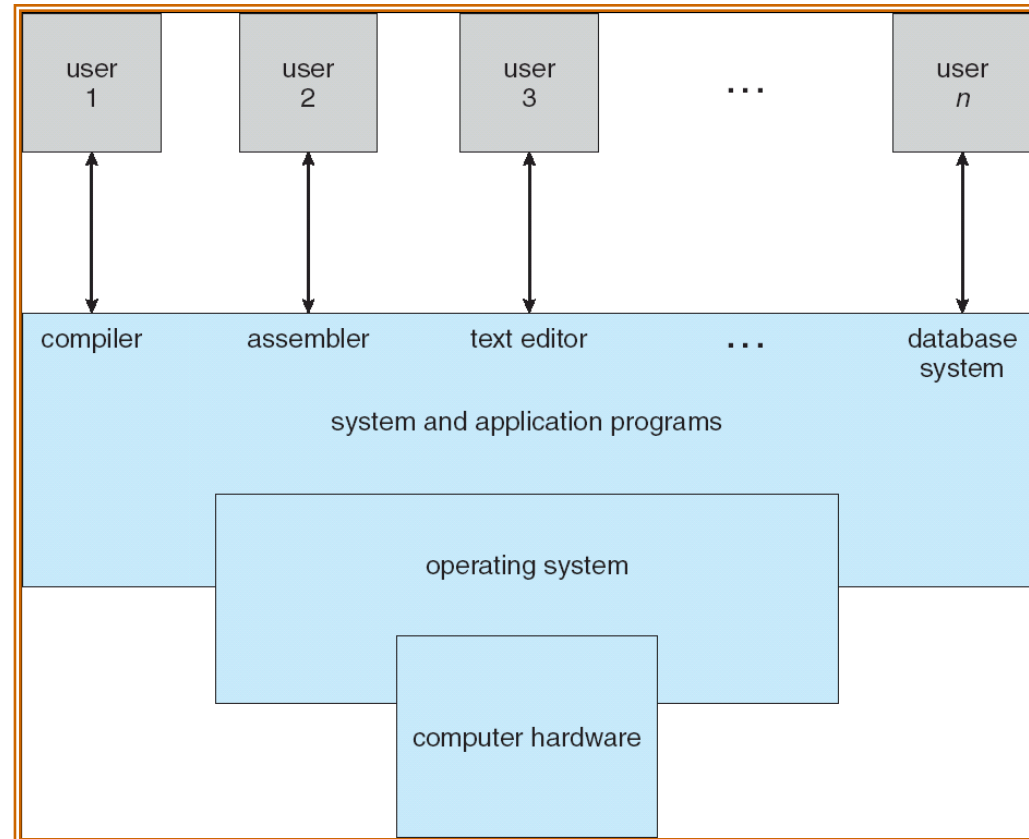 user
1
user
2
user
3
...
user
n
compiler
assembler
text editor
...
database
system
system and application programs
operating system
computer hardware